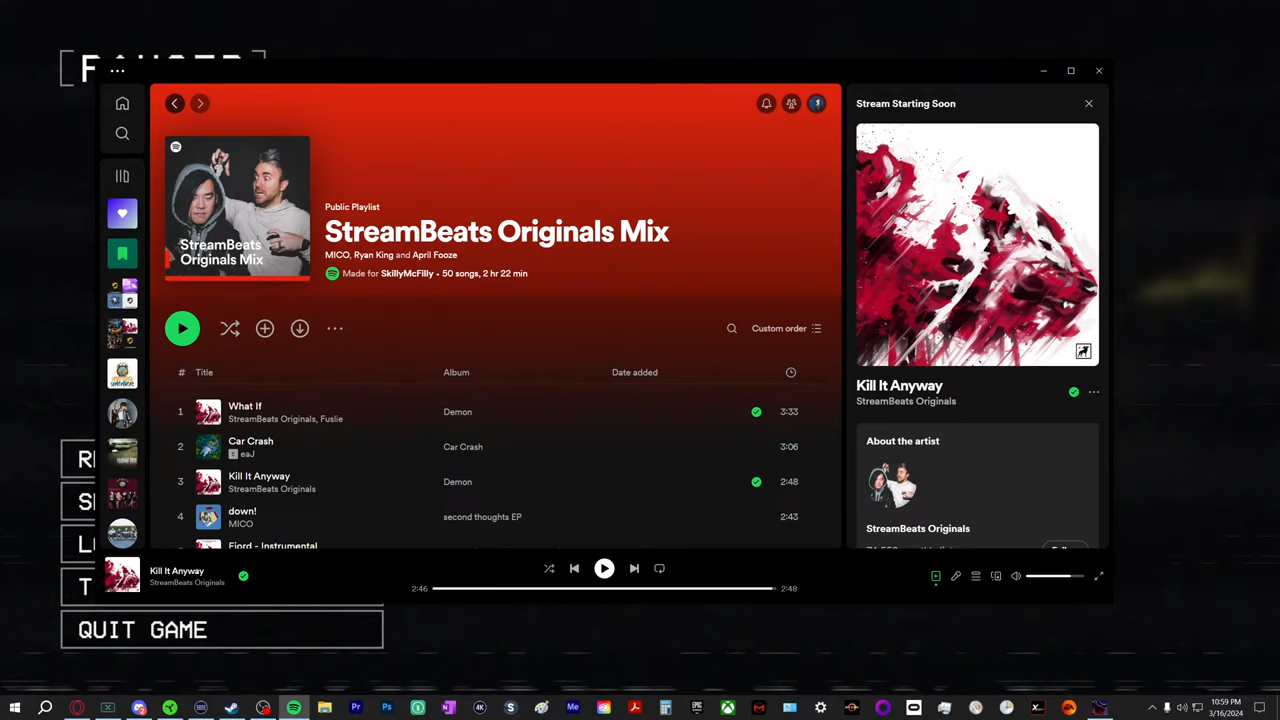 Stream Starting Soon
StreamBeats
Originals Mix
Public Playlist
StreamBeats Originals Mix
MICO, Ryan King and April Fooze
Made for SkillyMcFilly • 50 songs, 2 hr 22 min
Custom order
# Title Album Date added
1 What If Demon 3:33
StreamBeats Originals, Fuslie
2 Car Crash Car Crash 3:06
E eaJ
3 Kill It Anyway Demon 2:48
StreamBeats Originals
4 down! second thoughts EP 2:43
MICO
Fjord - Instrumental
Kill It Anyway
StreamBeats Originals
About the artist
StreamBeats Originals
Kill It Anyway
StreamBeats Originals
2:46 2:48
QUIT GAME
10:59 PM
3/16/2024